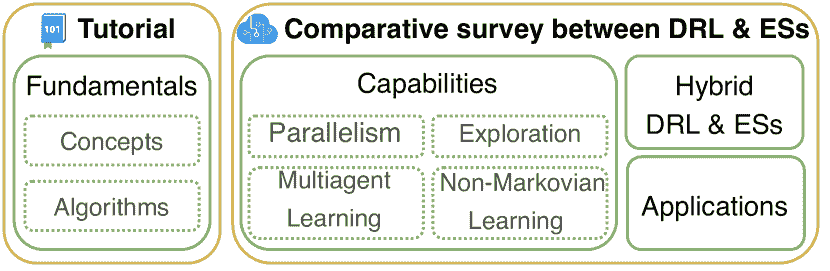 101 Tutorial
Fundamentals
Concepts
Algorithms
Comparative survey between DRL & ESs
Capabilities
Parallelism
Exploration
Multiagent
Learning
Non-Markovian
Learning
Hybrid
DRL & ESs
Applications